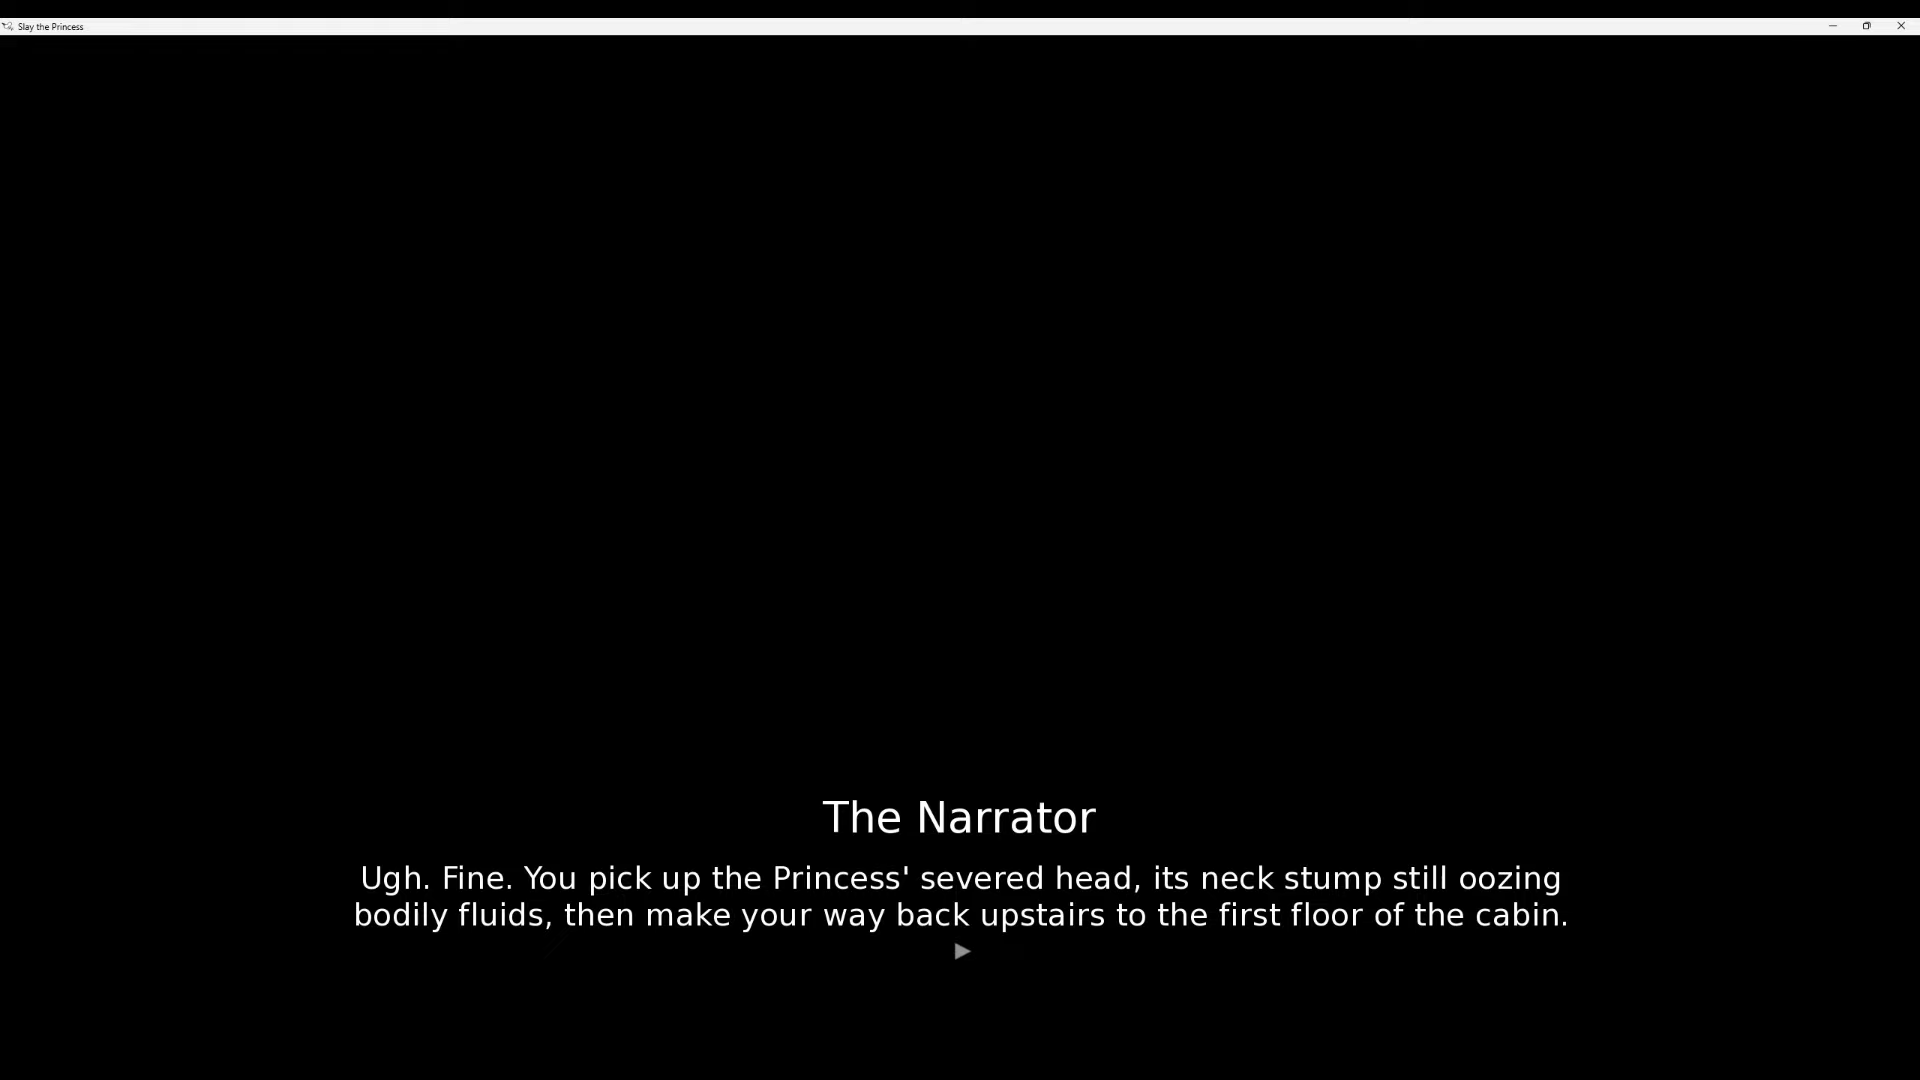 Slay the Princess
The Narrator
Ugh. Fine. You pick up the Princess' severed head, its neck stump still oozing
bodily fluids, then make your way back upstairs to the first floor of the cabin.